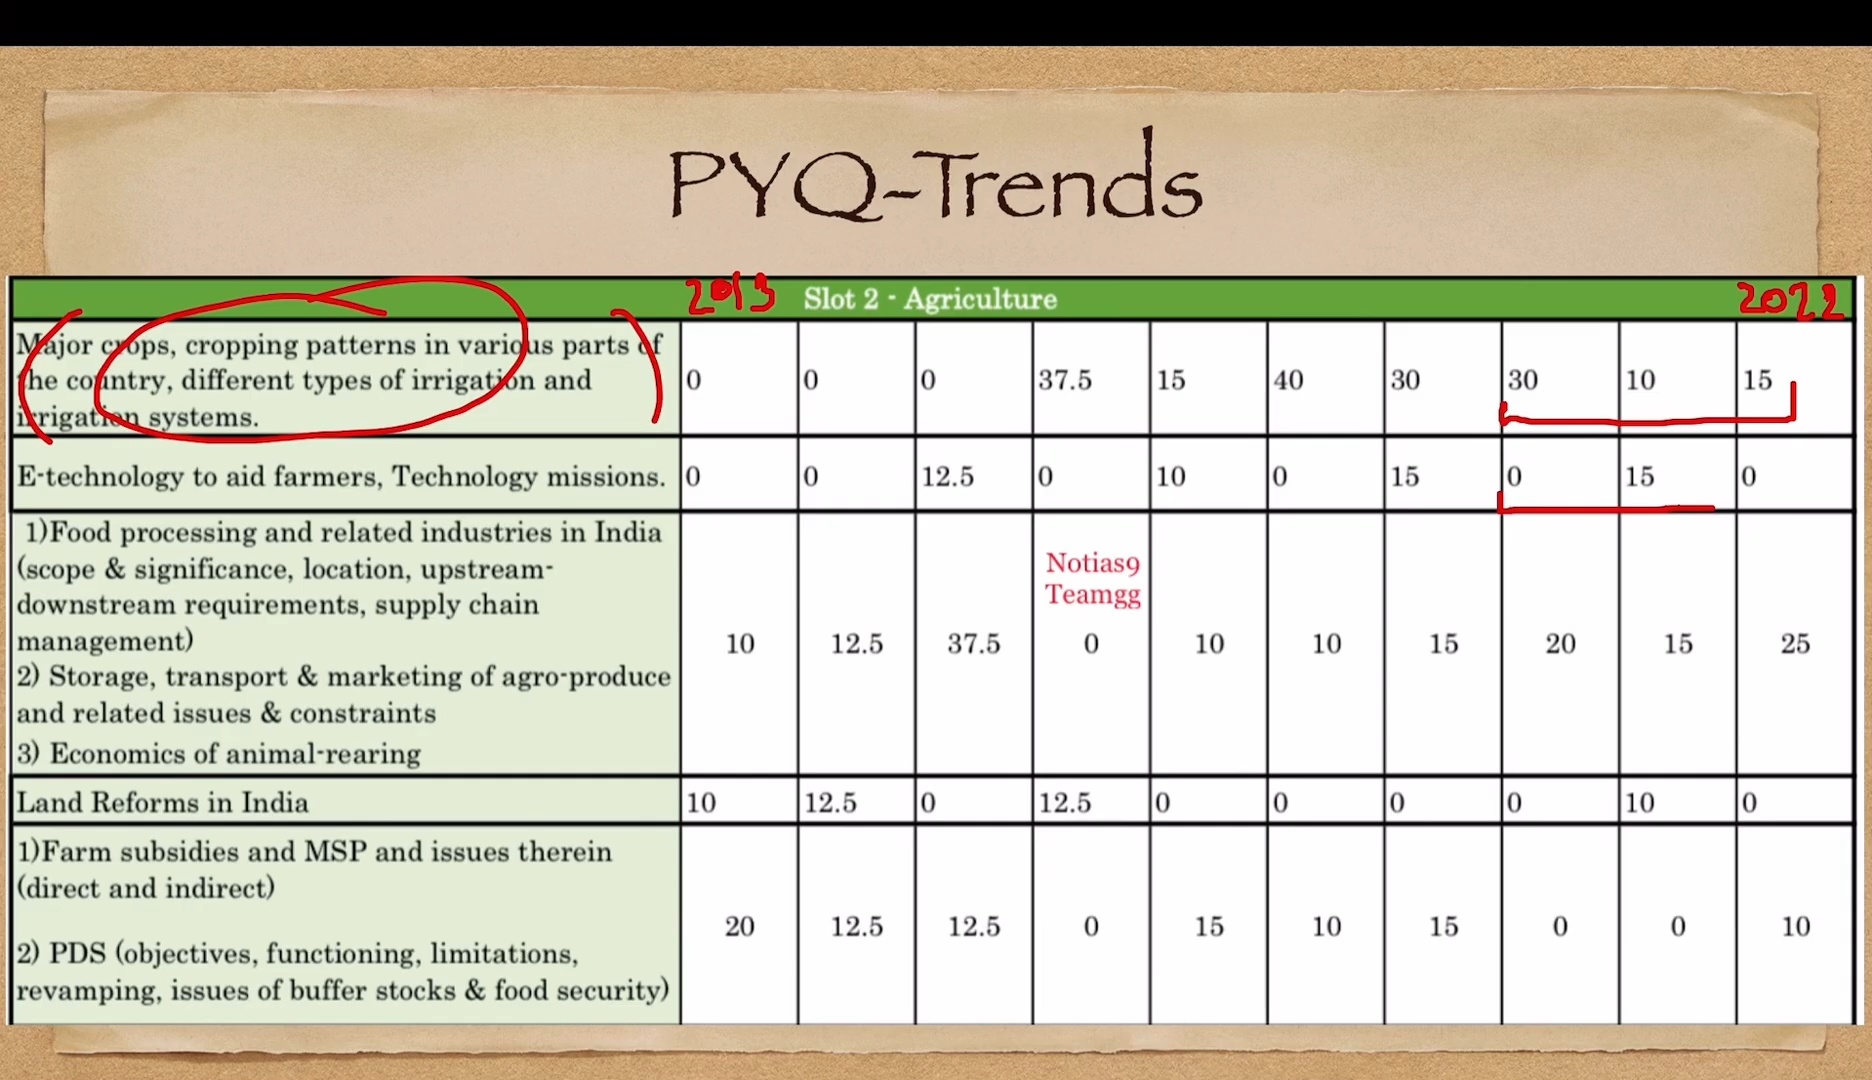 PYQ-Trends
2013 Slot 2 - Agriculture 2022
Major crops, cropping patterns in various parts of
the country, different types of irrigation and
irrigation systems.
0 0 0 37.5 15 40 30 30 10 15
E-technology to aid farmers, Technology missions. 0 0 12.5 0 10 0 15 0 15 0
1)Food processing and related industries in India
(scope & significance, location, upstream-
downstream requirements, supply chain
management)
2) Storage, transport & marketing of agro-produce
and related issues & constraints
3) Economics of animal-rearing
Notias9
Teamgg
10 12.5 37.5 0 10 10 15 20 15 25
Land Reforms in India 10 12.5 0 12.5 0 0 0 0 10 0
1)Farm subsidies and MSP and issues therein
(direct and indirect)
2) PDS (objectives, functioning, limitations,
revamping, issues of buffer stocks & food security)
20 12.5 12.5 0 15 10 15 0 0 10